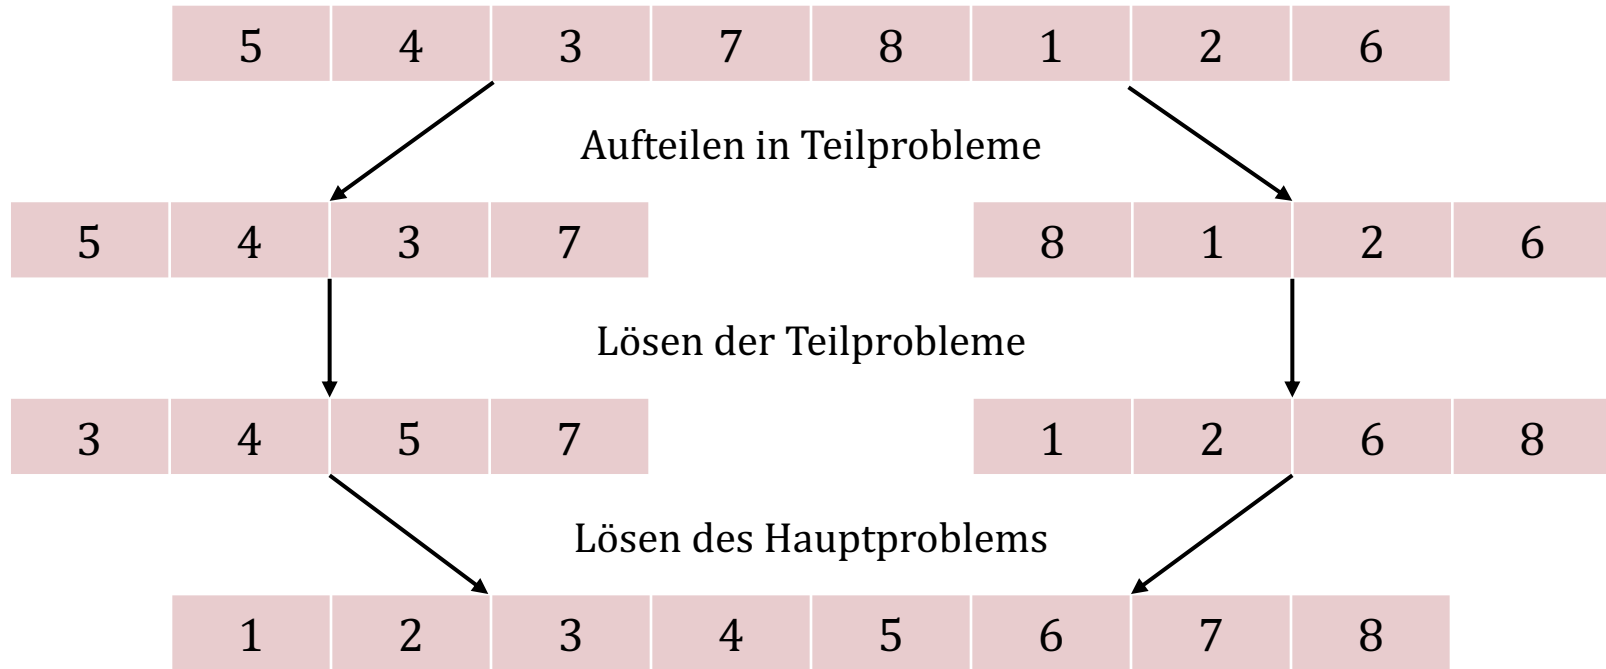 5 4 3 7 8 1 2 6
Aufteilen in Teilprobleme
5 4 3 7 8 1 2 6
Lösen der Teilprobleme
3 4 5 7 1 2 6 8
Lösen des Hauptproblems
1 2 3 4 5 6 7 8